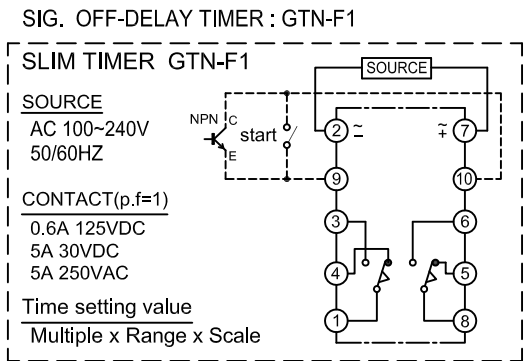 SIG. OFF-DELAY TIMER : GTN-F1
SLIM TIMER GTN-F1
SOURCE
SOURCE
AC 100~240V
50/60HZ
NPN C
E
start
2 ~ -
~ + 7
9
10
CONTACT(p.f=1)
0.6A 125VDC
5A 30VDC
5A 250VAC
3
6
4
5
1
8
Time setting value
Multiple x Range x Scale